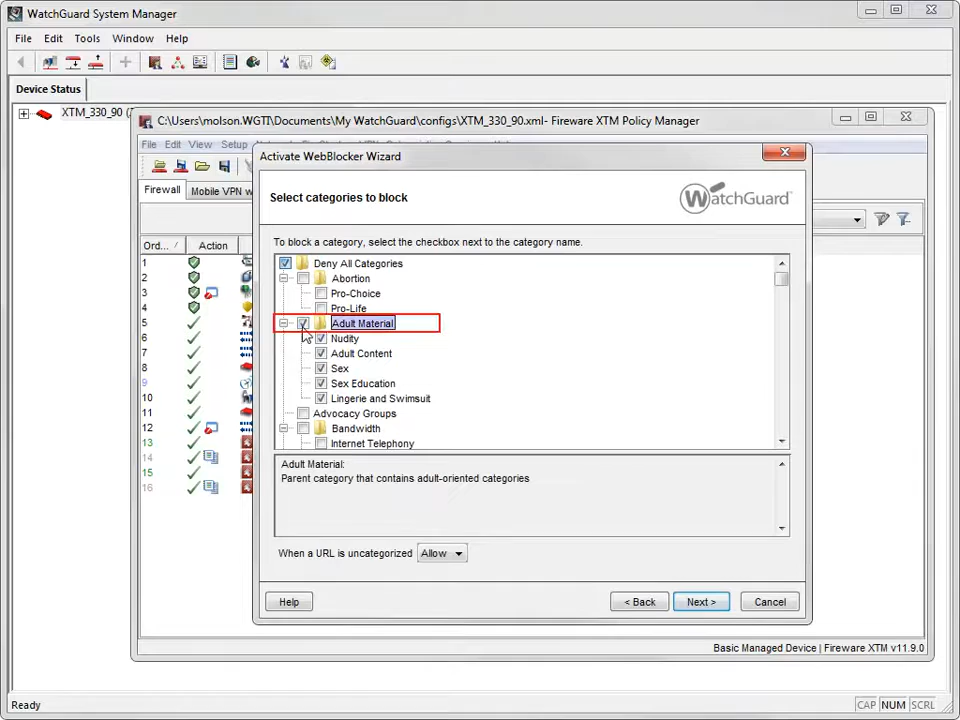 WatchGuard System Manager
File Edit Tools Window Help
Device Status
XTM_330_90
C:\Users\molson.WGTI\Documents\My WatchGuard\configs\XTM_330_90.xml- Fireware XTM Policy Manager
File Edit View Setup
Activate WebBlocker Wizard
Firewall Mobile VPN w
Select categories to block
WatchGuard
Ord... Action
To block a category, select the checkbox next to the category name.
1
2
3
4
5
6
7
8
9
10
11
12
13
14
15
16
Deny All Categories
Abortion
Pro-Choice
Pro-Life
Adult Material
Nudity
Adult Content
Sex
Sex Education
Lingerie and Swimsuit
Advocacy Groups
Bandwidth
Internet Telephony
Adult Material:
Parent category that contains adult-oriented categories
When a URL is uncategorized Allow
Help < Back Next > Cancel
Basic Managed Device | Fireware XTM v11.9.0
Ready CAP NUM SCRL